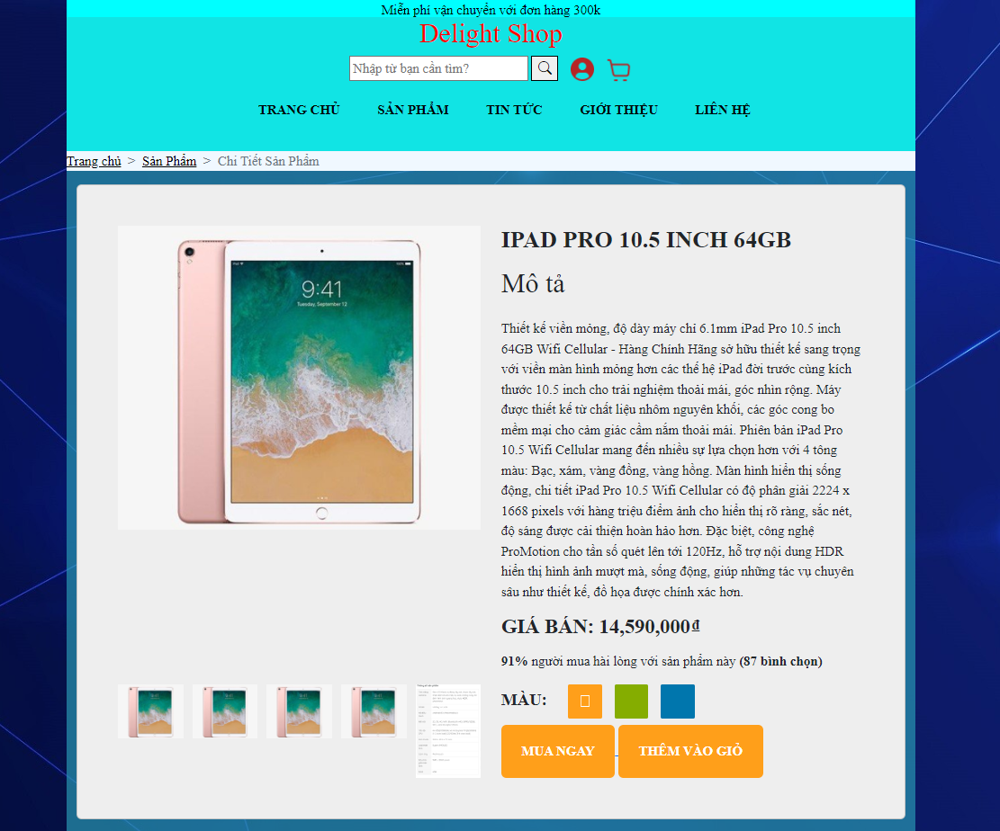 Miễn phí vận chuyển với đơn hàng 300k
Delight Shop
Nhập từ bạn cần tìm?
TRANG CHỦ SẢN PHẨM TIN TỨC GIỚI THIỆU LIÊN HỆ
Trang chủ > Sản Phẩm > Chi Tiết Sản Phẩm
9:41
Tuesday, September 12
IPAD PRO 10.5 INCH 64GB
Mô tả
Thiết kế viền mỏng, độ dày máy chỉ 6.1mm iPad Pro 10.5 inch
64GB Wifi Cellular - Hàng Chính Hãng sở hữu thiết kế sang trọng
với viền màn hình mỏng hơn các thế hệ iPad đời trước cùng kích
thước 10.5 inch cho trải nghiệm thoải mái, góc nhìn rộng. Máy
được thiết kế từ chất liệu nhôm nguyên khối, các góc cong bo
mềm mại cho cảm giác cầm nắm thoải mái. Phiên bản iPad Pro
10.5 Wifi Cellular mang đến nhiều sự lựa chọn hơn với 4 tông
màu: Bạc, xám, vàng đồng, vàng hồng. Màn hình hiển thị sống
động, chi tiết iPad Pro 10.5 Wifi Cellular có độ phân giải 2224 x
1668 pixels với hàng triệu điểm ảnh cho hiển thị rõ ràng, sắc nét,
độ sáng được cải thiện hoàn hảo hơn. Đặc biệt, công nghệ
ProMotion cho tần số quét lên tới 120Hz, hỗ trợ nội dung HDR
hiển thị hình ảnh mượt mà, sống động, giúp những tác vụ chuyên
sâu như thiết kế, đồ họa được chính xác hơn.
GIÁ BÁN: 14,590,000₫
91% người mua hài lòng với sản phẩm này (87 bình chọn)
MÀU:
MUA NGAY THÊM VÀO GIỎ